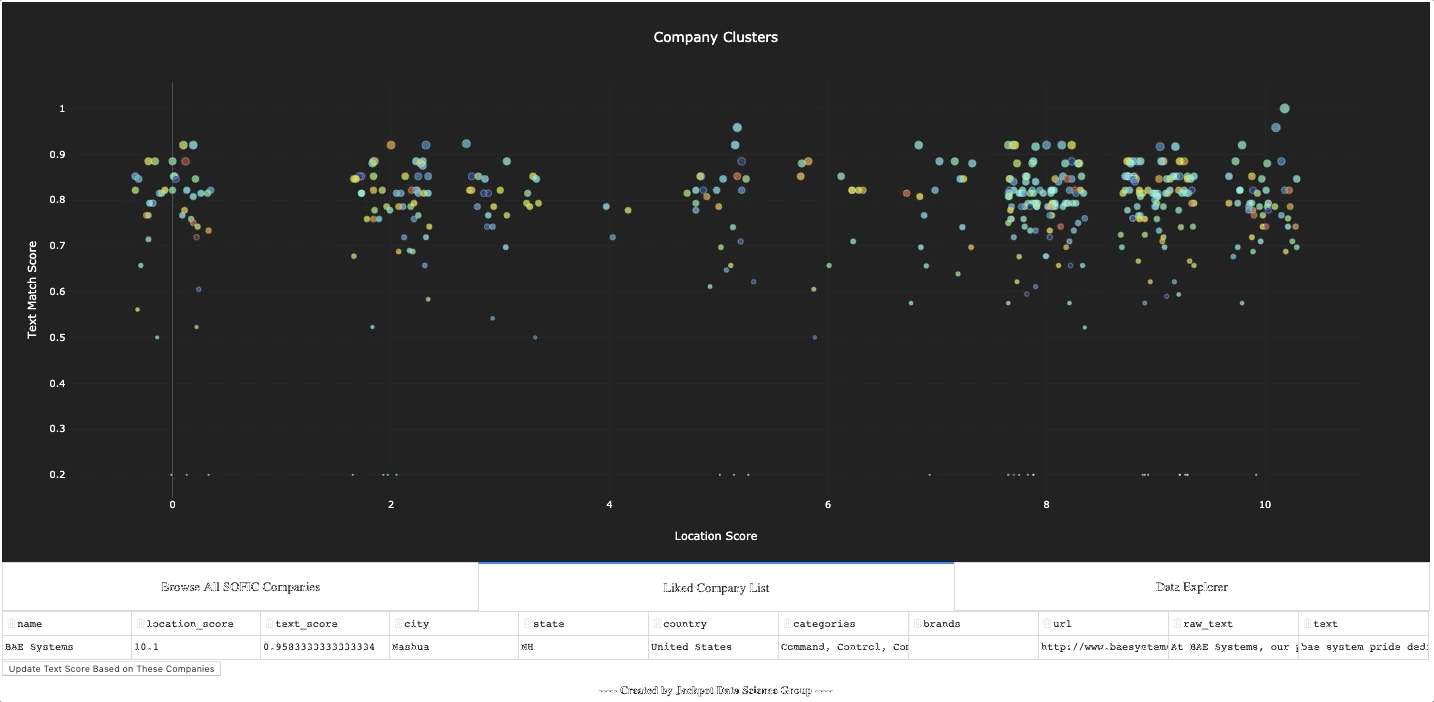 Company Clusters
1
0.9
0.8
0.7
0.6
0.5
0.4
0.3
0.2
Text Match Score
0 2 4 6 8 10
Location Score
Browse All SOFIC Companies Liked Company List Data Explorer
name location_score text_score city state country categories brands url raw_text text
BAE Systems 10.1 0.9583333333333334 Nashua NH United States Command, Control, Con http://www.baesystems At BAE Systems, our p bae system pride dedi
Update Text Score Based on These Companies
---- Created by Jackpot Data Science Group ----